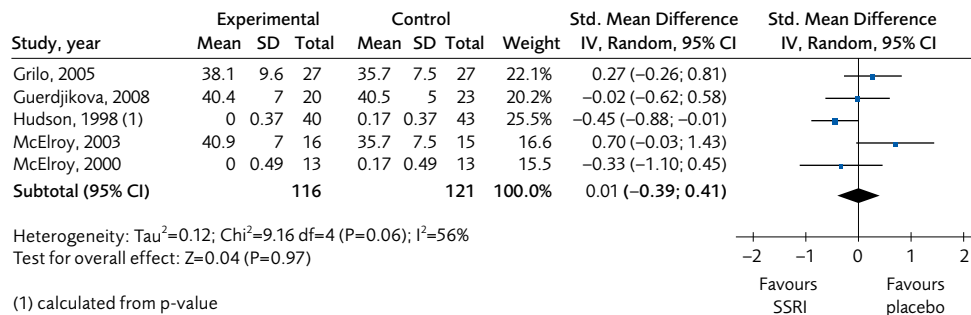 Experimental Control Std. Mean Difference Std. Mean Difference
Study, year Mean SD Total Mean SD Total Weight IV, Random, 95% CI IV, Random, 95% CI
Grilo, 2005 38.1 9.6 27 35.7 7.5 27 22.1% 0.27 (–0.26; 0.81)
Guerdjikova, 2008 40.4 7 20 40.5 5 23 20.2% –0.02 (–0.62; 0.58)
Hudson, 1998 (1) 0 0.37 40 0.17 0.37 43 25.5% –0.45 (–0.88; –0.01)
McElroy, 2003 40.9 7 16 35.7 7.5 15 16.6 0.70 (–0.03; 1.43)
McElroy, 2000 0 0.49 13 0.17 0.49 13 15.5 –0.33 (–1.10; 0.45)
Subtotal (95% CI) 116 121 100.0% 0.01 (–0.39; 0.41)
Heterogeneity: Tau²=0.12; Chi²=9.16 df=4 (P=0.06); I²=56%
Test for overall effect: Z=0.04 (P=0.97)
–2 –1 0 1 2
Favours SSRI Favours placebo
(1) calculated from p-value